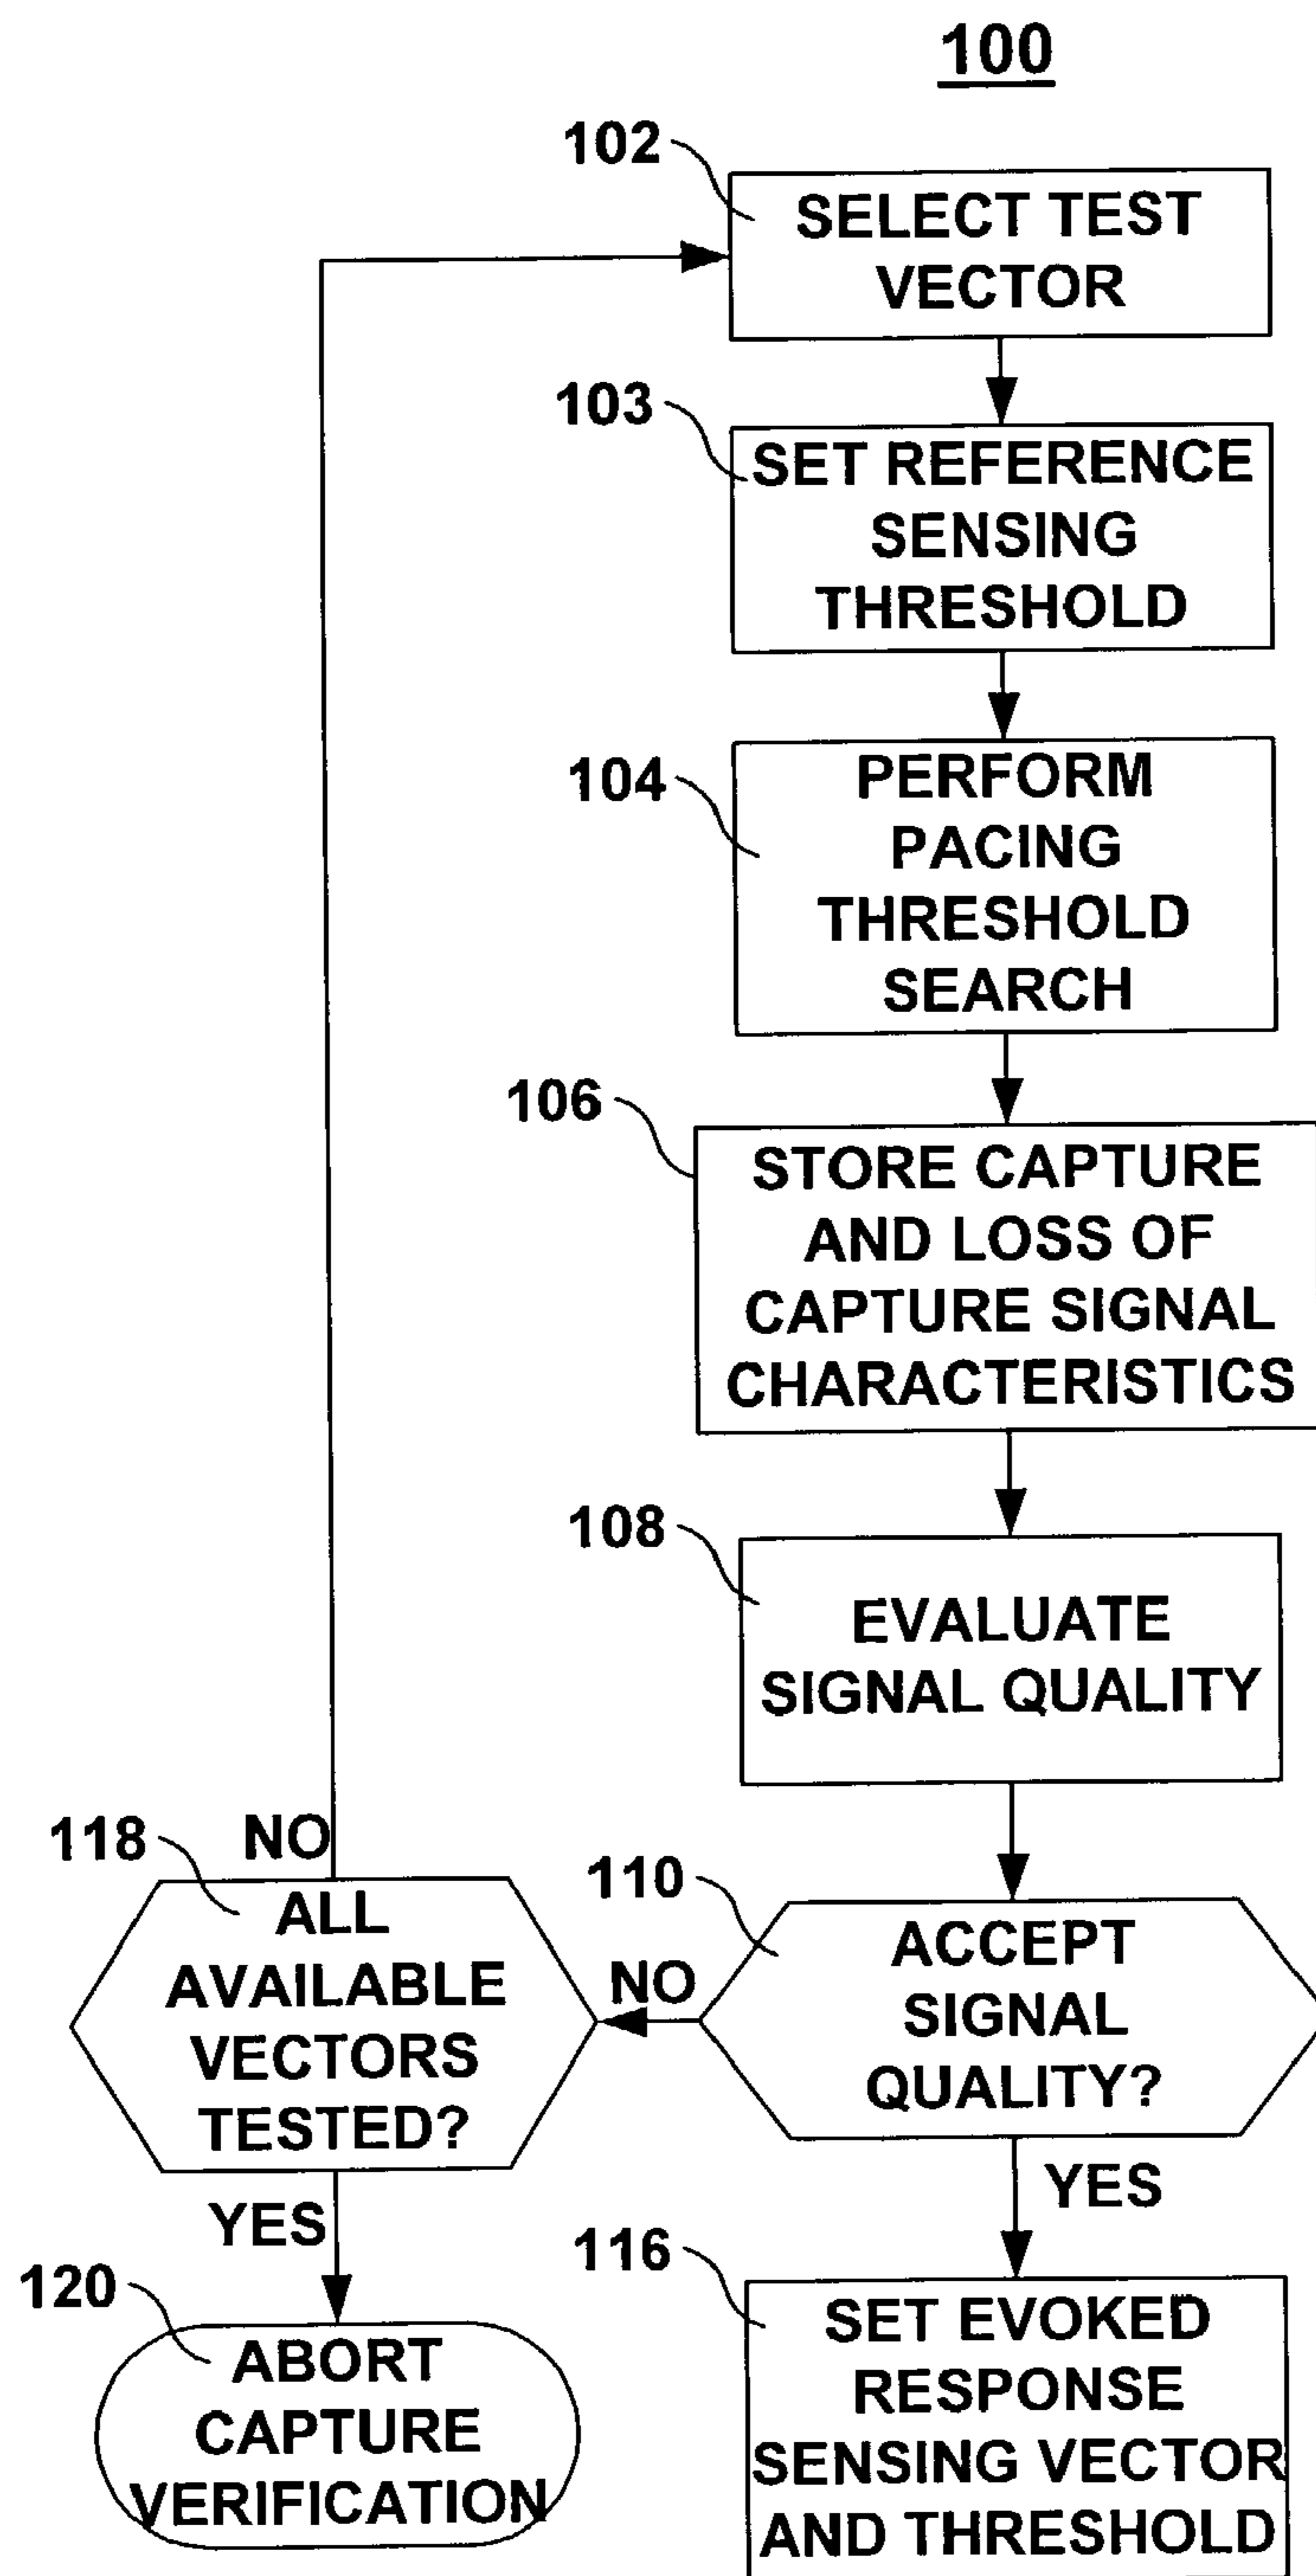 100
102
SELECT TEST
VECTOR
103
SET REFERENCE
SENSING
THRESHOLD
104
PERFORM
PACING
THRESHOLD
SEARCH
106
STORE CAPTURE
AND LOSS OF
CAPTURE SIGNAL
CHARACTERISTICS
108
EVALUATE
SIGNAL QUALITY
110
ACCEPT
SIGNAL
QUALITY?
NO
118
NO
ALL
AVAILABLE
VECTORS
TESTED?
YES
120
ABORT
CAPTURE
VERIFICATION
YES
116
SET EVOKED
RESPONSE
SENSING VECTOR
AND THRESHOLD